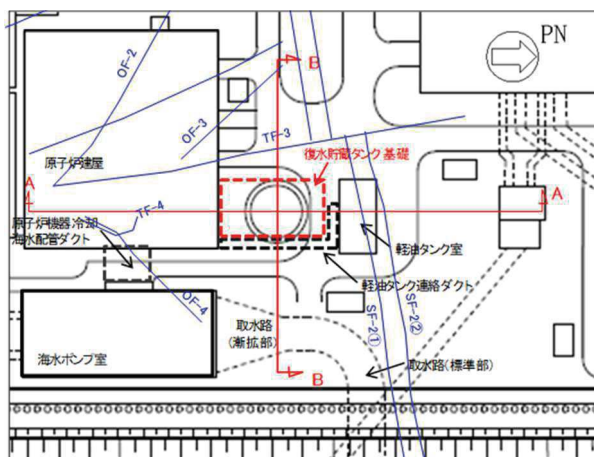 PN
B
OF-2
OF-3
TF-3
原子炉建屋
復水貯蔵タンク基礎
A
A
TF-4
原子炉機器冷却
海水配管ダクト
軽油タンク室
軽油タンク連絡ダクト
OF-4
SF-2①
SF-2②
取水路
(漸拡部)
海水ポンプ室
取水路(標準部)
B